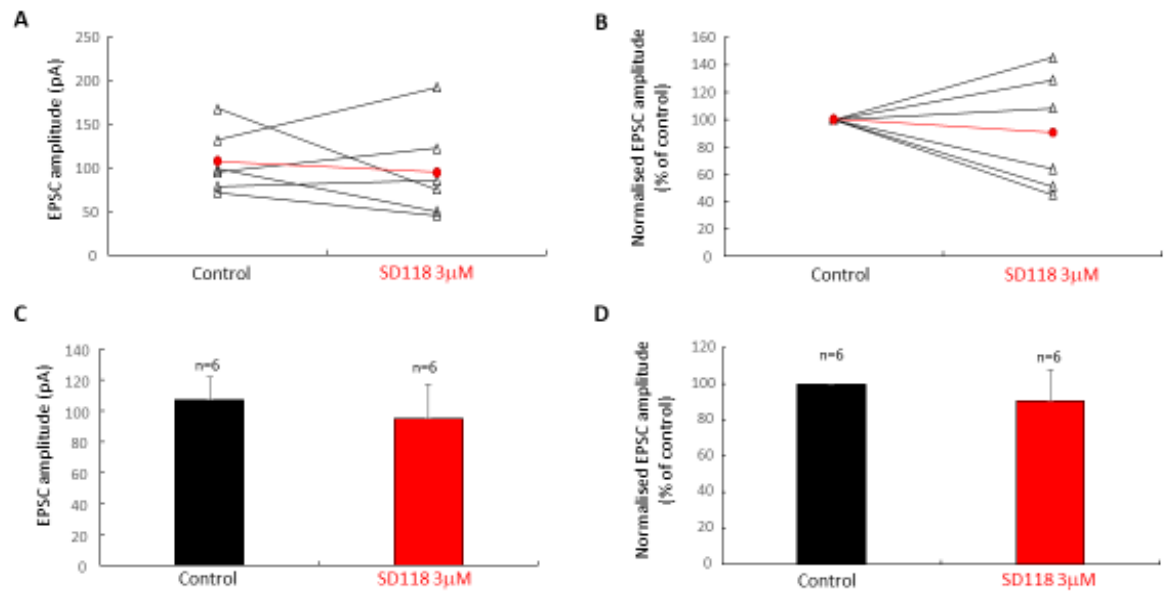 A
EPSC amplitude (pA)
250
200
150
100
50
0
Control
SD118 3μM
B
Normalised EPSC amplitude
(% of control)
160
140
120
100
80
60
40
20
0
Control
SD118 3μM
C
EPSC amplitude (pA)
140
120
100
80
60
40
20
0
n=6
n=6
Control
SD118 3μM
D
Normalised EPSC amplitude
(% of control)
120
100
80
60
40
20
0
n=6
n=6
Control
SD118 3μM